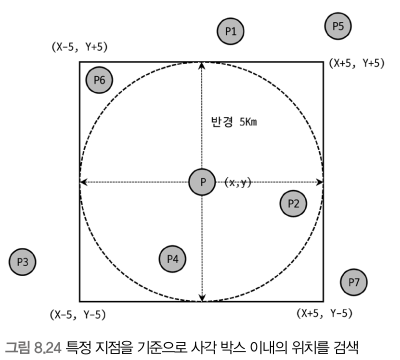 P5
P1
(X-5, Y+5)
(X+5, Y+5)
P6
반경 5Km
P (x,y)
P2
P4
P3
P7
(X-5, Y-5)
(X+5, Y-5)
그림 8.24 특정 지점을 기준으로 사각 박스 이내의 위치를 검색